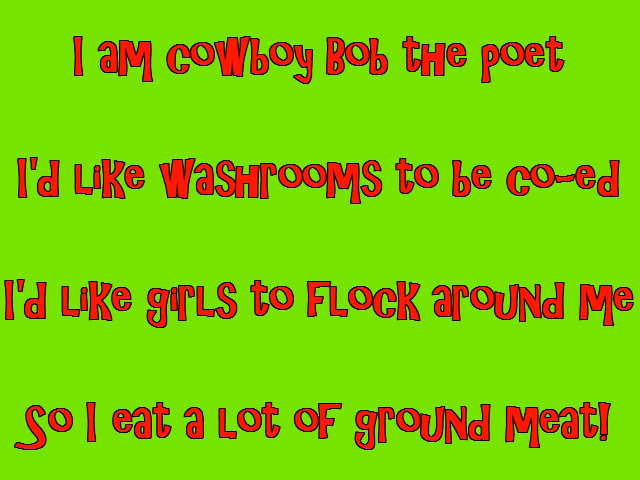 I am cowboy Bob the poet
I'd like washrooms to be co-ed
I'd like girls to flock around me
So I eat a lot of ground meat!